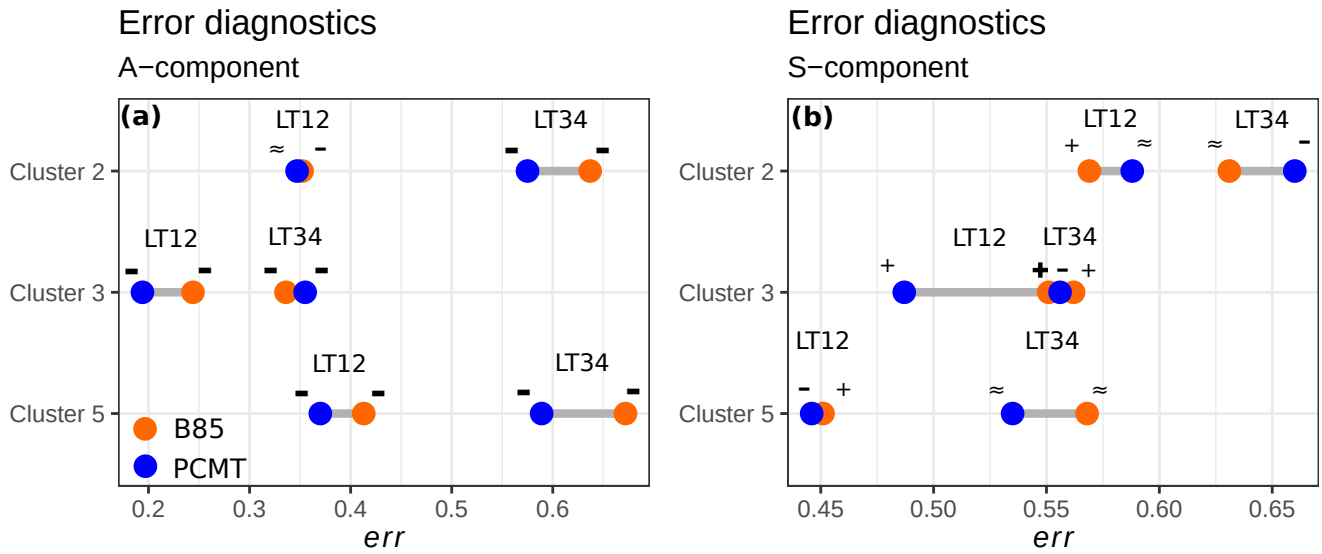 Error diagnostics
A−component
(a)
LT12
LT34
≈
-
-
-
Cluster 2
LT12
LT34
-
-
-
-
Cluster 3
LT12
LT34
-
-
-
-
Cluster 5
B85
PCMT
0.2 0.3 0.4 0.5 0.6
err
Error diagnostics
S−component
(b)
LT12
LT34
+
≈
≈
-
Cluster 2
LT12
LT34
+
+
-
+
Cluster 3
LT12
LT34
-
+
≈
≈
Cluster 5
0.45 0.50 0.55 0.60 0.65
err